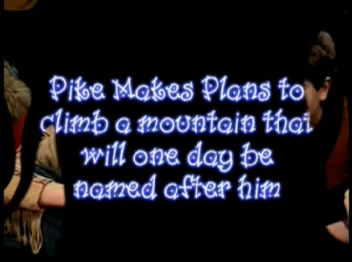 Pike Makes Plans to
climb a mountain that
will one day be
named after him